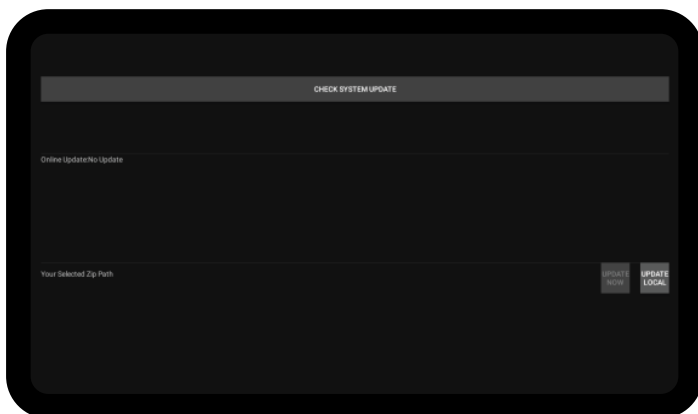 CHECK SYSTEM UPDATE
Online Update:No Update
Your Selected Zip Path
UPDATE NOW
UPDATE LOCAL